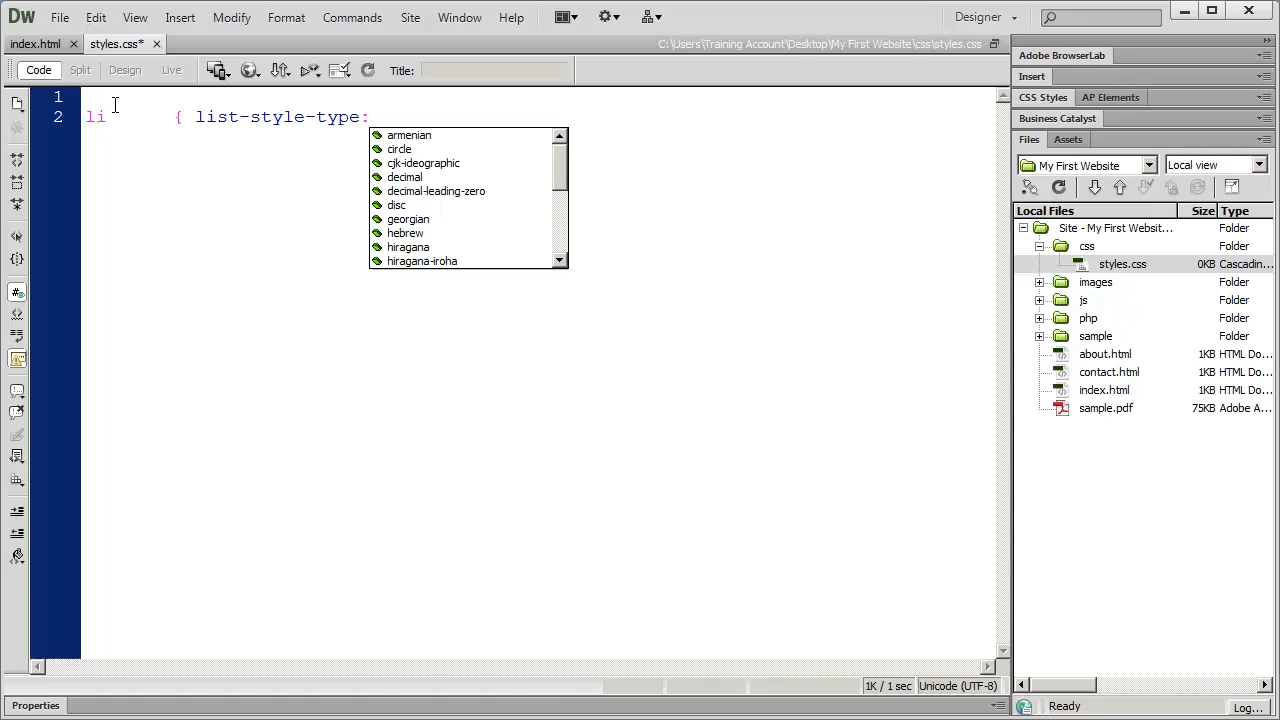 Dw File Edit View Insert Modify Format Commands Site Window Help Designer
index.html styles.css* C:\Users\Training Account\Desktop\My First Website\css\styles.css
Code Split Design Live Title:
1
2 li { list-style-type:
armenian
circle
cjk-ideographic
decimal
decimal-leading-zero
disc
georgian
hebrew
hiragana
hiragana-iroha
1K / 1 sec Unicode (UTF-8)
Properties
Adobe BrowserLab
Insert
CSS Styles AP Elements
Business Catalyst
Files Assets
My First Website Local view
Local Files Size Type
Site - My First Websit... Folder
css Folder
styles.css 0KB Cascadin...
images Folder
js Folder
php Folder
sample Folder
about.html 1KB HTML Do...
contact.html 1KB HTML Do...
index.html 1KB HTML Do...
sample.pdf 75KB Adobe A...
Ready Log...